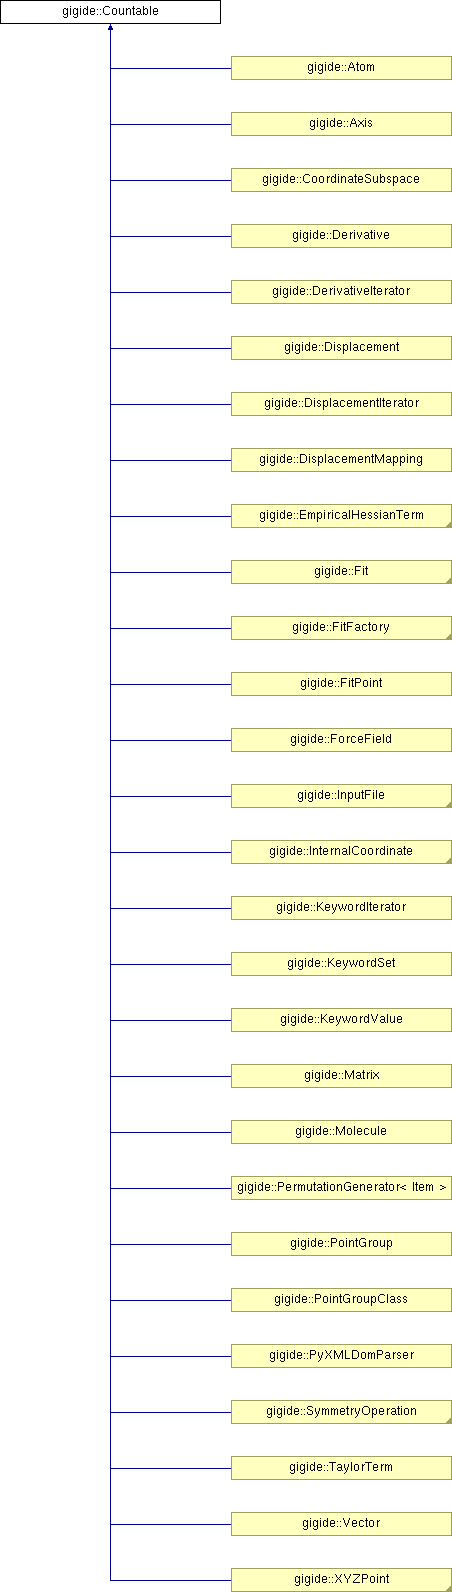 gigide::Countable
gigide::Atom
gigide::Axis
gigide::CoordinateSubspace
gigide::Derivative
gigide::DerivativeIterator
gigide::Displacement
gigide::DisplacementIterator
gigide::DisplacementMapping
gigide::EmpiricalHessianTerm
gigide::Fit
gigide::FitFactory
gigide::FitPoint
gigide::ForceField
gigide::InputFile
gigide::InternalCoordinate
gigide::KeywordIterator
gigide::KeywordSet
gigide::KeywordValue
gigide::Matrix
gigide::Molecule
gigide::PermutationGenerator< Item >
gigide::PointGroup
gigide::PointGroupClass
gigide::PyXMLDomParser
gigide::SymmetryOperation
gigide::TaylorTerm
gigide::Vector
gigide::XYZPoint